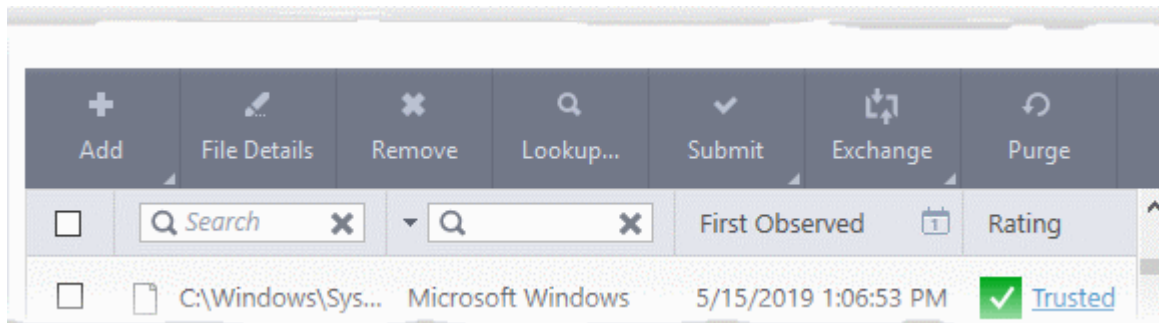 Add File Details Remove Lookup... Submit Exchange Purge
Search First Observed 1 Rating
C:\Windows\Sys... Microsoft Windows 5/15/2019 1:06:53 PM Trusted